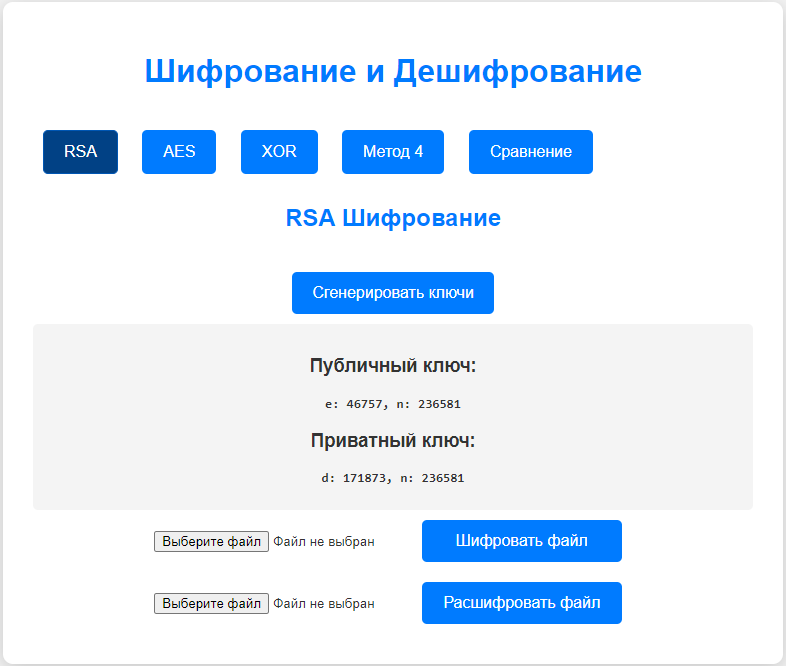 Шифрование и Дешифрование
RSA AES XOR Метод 4 Сравнение
RSA Шифрование
Сгенерировать ключи
Публичный ключ:
e: 46757, n: 236581
Приватный ключ:
d: 171873, n: 236581
Выберите файл Файл не выбран Шифровать файл
Выберите файл Файл не выбран Расшифровать файл